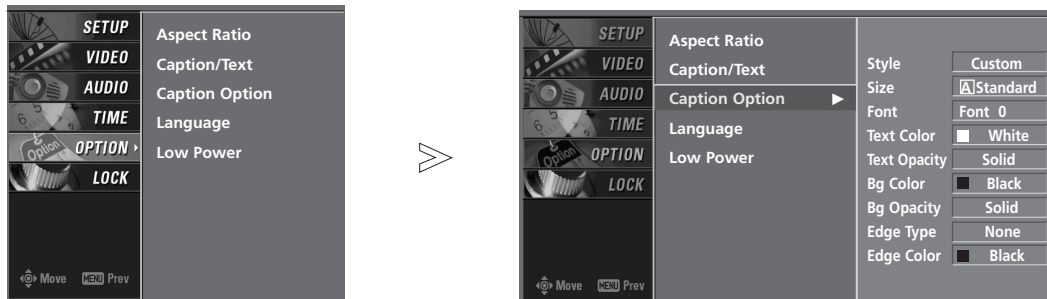 SETUP
VIDEO
AUDIO
TIME
Option OPTION
LOCK
Move MENU Prev
Aspect Ratio
Caption/Text
Caption Option
Language
Low Power
SETUP
VIDEO
AUDIO
TIME
Option OPTION
LOCK
Move MENU Prev
Aspect Ratio
Caption/Text
Caption Option
Language
Low Power
Style Custom
Size A Standard
Font Font 0
Text Color White
Text Opacity Solid
Bg Color Black
Bg Opacity Solid
Edge Type None
Edge Color Black